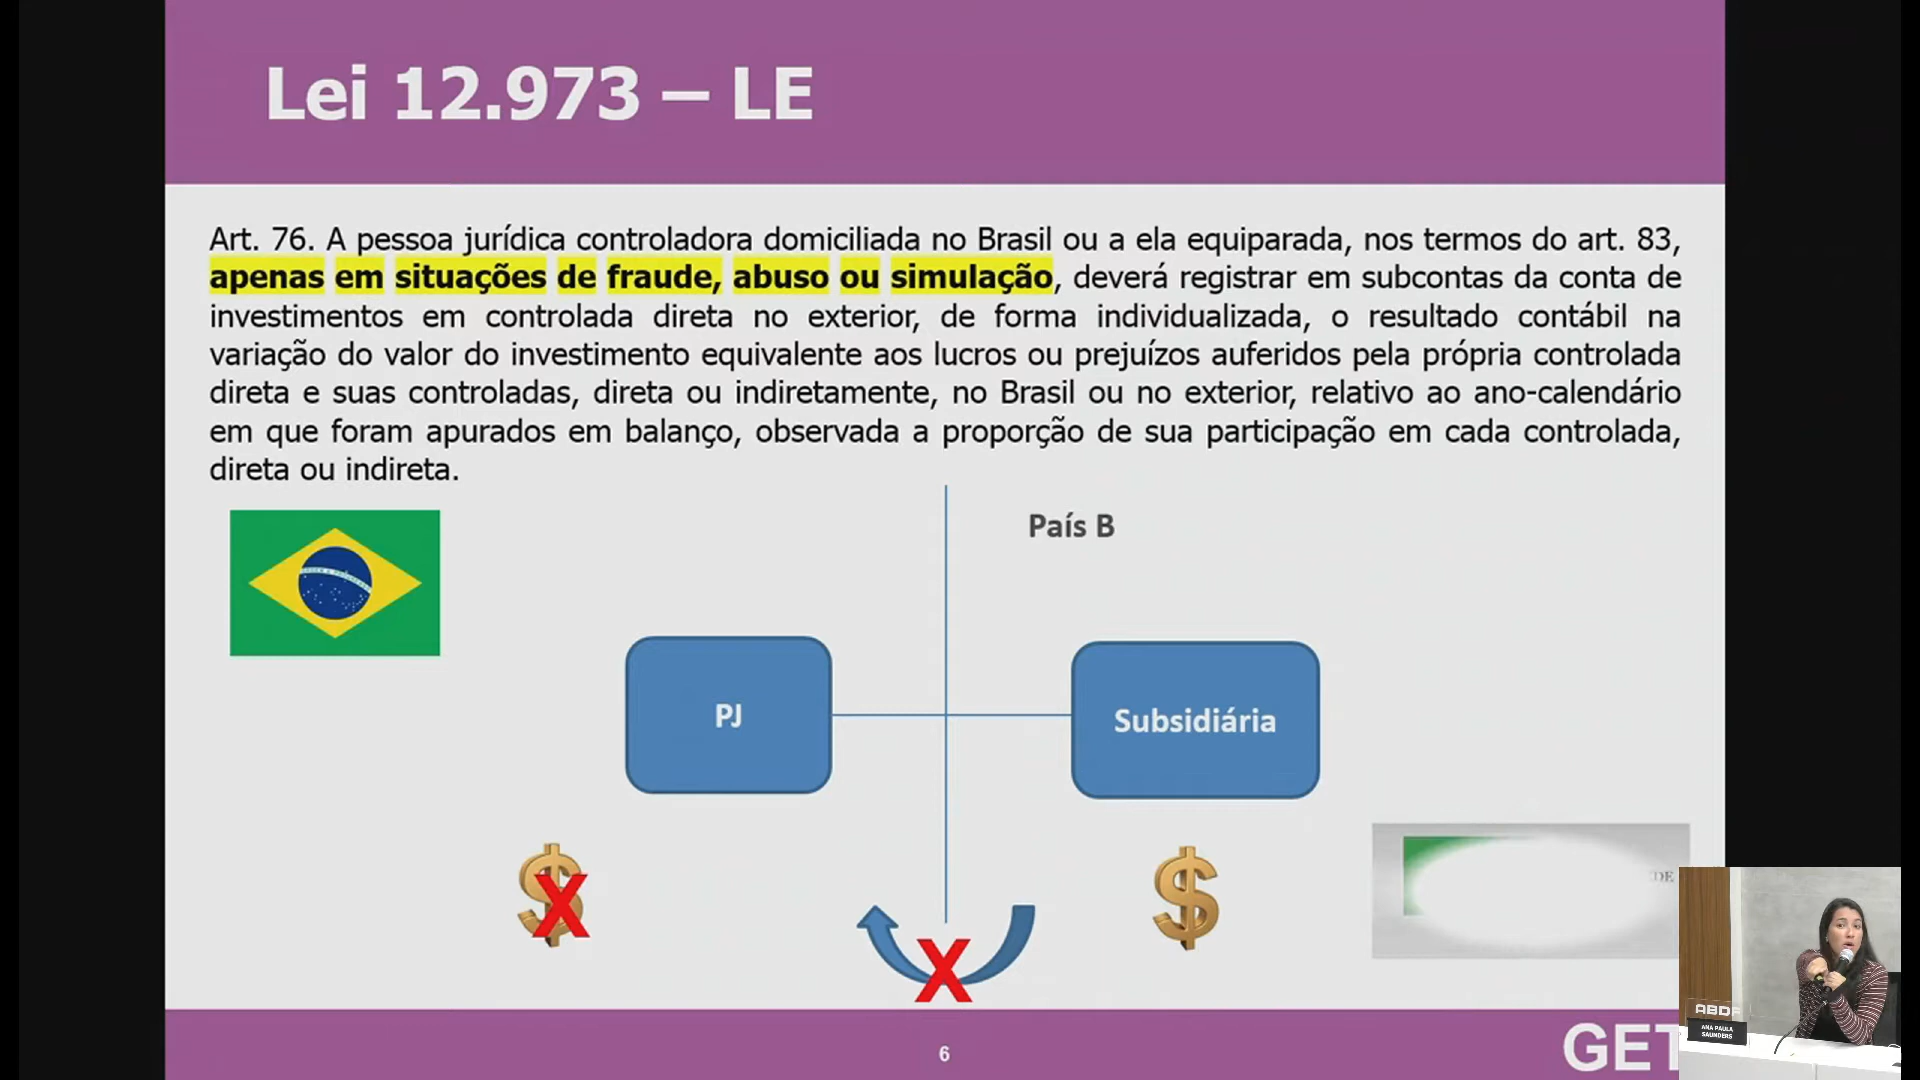 Lei 12.973 – LE
Art. 76. A pessoa jurídica controladora domiciliada no Brasil ou a ela equiparada, nos termos do art. 83,
apenas em situações de fraude, abuso ou simulação, deverá registrar em subcontas da conta de
investimentos em controlada direta no exterior, de forma individualizada, o resultado contábil na
variação do valor do investimento equivalente aos lucros ou prejuízos auferidos pela própria controlada
direta e suas controladas, direta ou indiretamente, no Brasil ou no exterior, relativo ao ano-calendário
em que foram apurados em balanço, observada a proporção de sua participação em cada controlada,
direta ou indireta.
País B
PJ
Subsidiária
$
X
X
$
DE
ABDF
ANA PAULA
SAUNDERS
6
GET